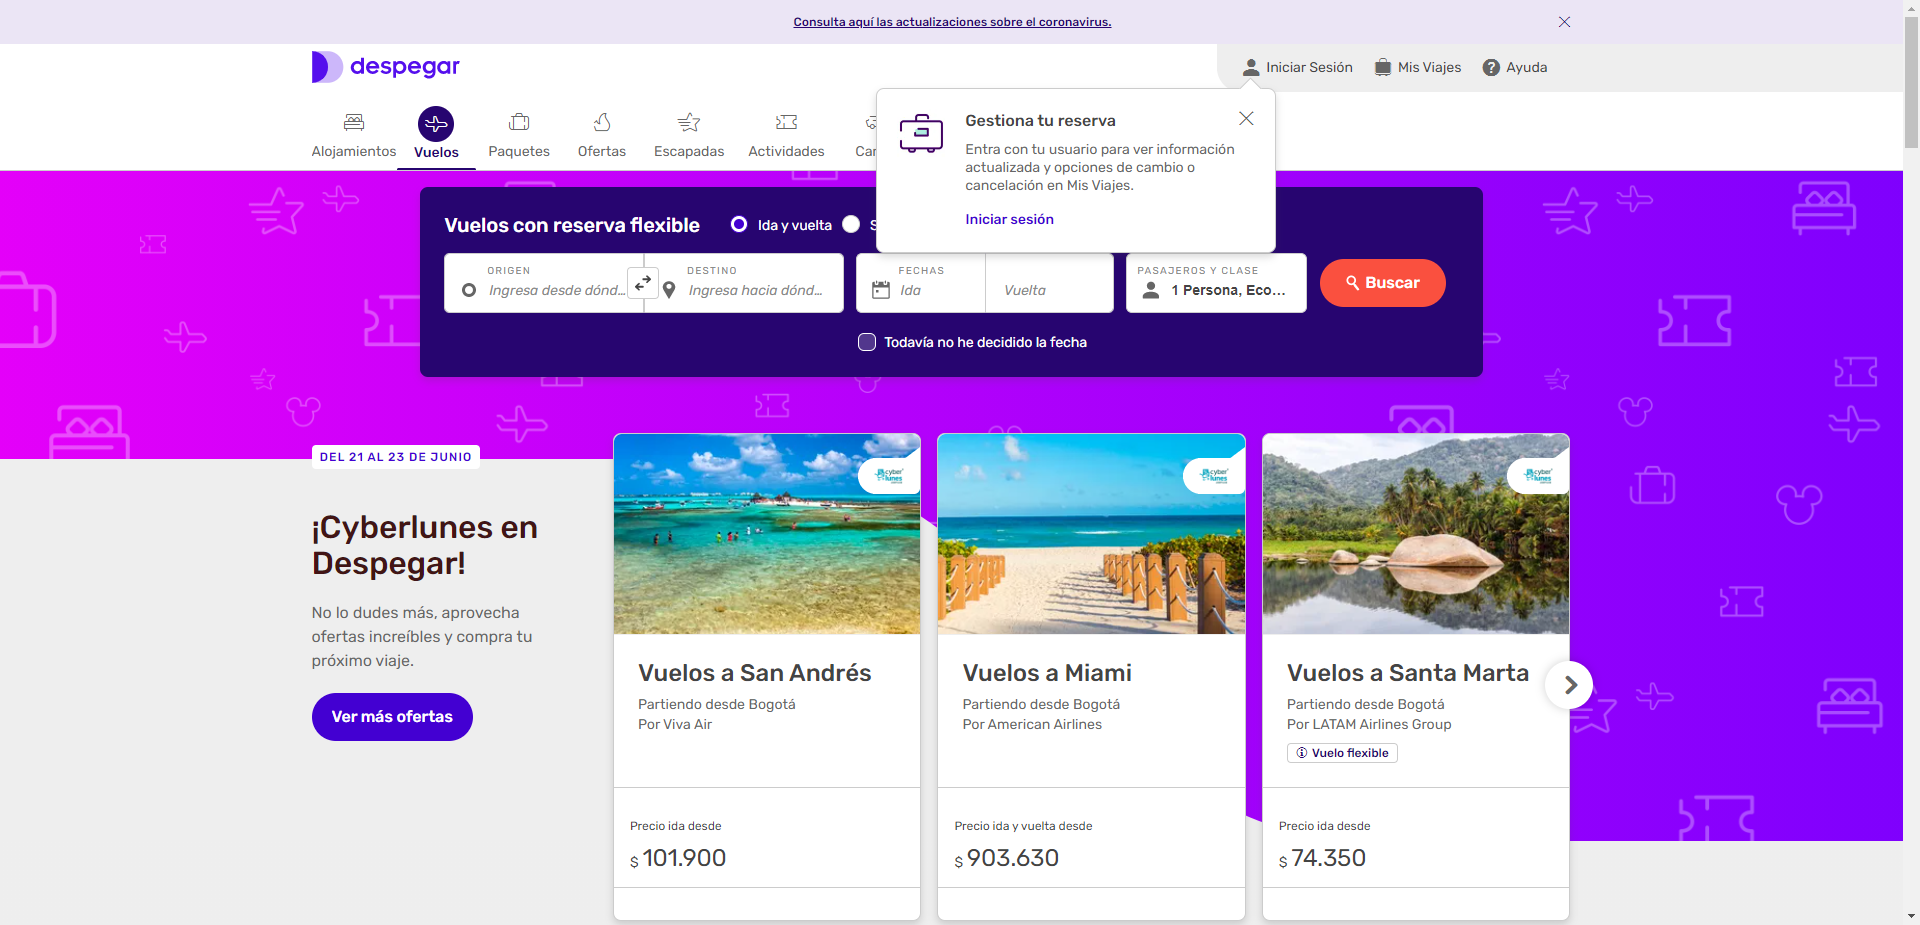 Consulta aquí las actualizaciones sobre el coronavirus.
despegar
Iniciar Sesión
Mis Viajes
Ayuda
Alojamientos
Vuelos
Paquetes
Ofertas
Escapadas
Actividades
Gestiona tu reserva
Entra con tu usuario para ver información
actualizada y opciones de cambio o
cancelación en Mis Viajes.
Iniciar sesión
Vuelos con reserva flexible
Ida y vuelta
ORIGEN
Ingresa desde dónd...
DESTINO
Ingresa hacia dónd...
FECHAS
Ida
Vuelta
PASAJEROS Y CLASE
1 Persona, Eco...
Buscar
Todavía no he decidido la fecha
DEL 21 AL 23 DE JUNIO
¡Cyberlunes en
Despegar!
No lo dudes más, aprovecha
ofertas increíbles y compra tu
próximo viaje.
Ver más ofertas
cyber
lunes
Vuelos a San Andrés
Partiendo desde Bogotá
Por Viva Air
Precio ida desde
$ 101.900
cyber
lunes
Vuelos a Miami
Partiendo desde Bogotá
Por American Airlines
Precio ida y vuelta desde
$ 903.630
cyber
lunes
Vuelos a Santa Marta
Partiendo desde Bogotá
Por LATAM Airlines Group
Vuelo flexible
Precio ida desde
$ 74.350